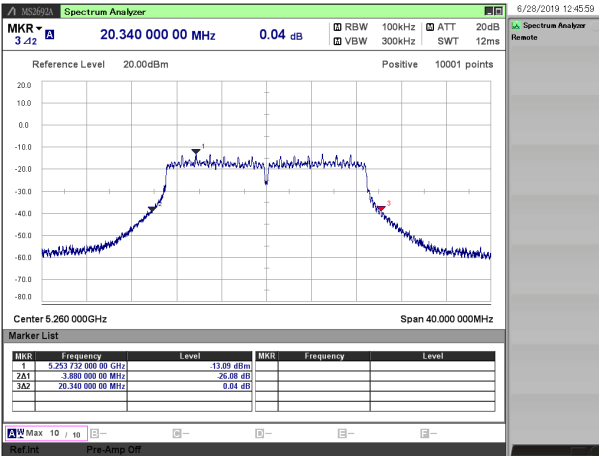 MS2692A Spectrum Analyzer
6/28/2019 12:45:59
MKR
3Δ2
20.340 000 00 MHz
0.04 dB
RBW 100kHz
VBW 300kHz
ATT 20dB
SWT 12ms
Spectrum Analyzer
Remote
Reference Level 20.00dBm
Positive 10001 points
20.0
10.0
0.0
-10.0
-20.0
-30.0
-40.0
-50.0
-60.0
-70.0
-80.0
1
2
3
Center 5.260 000GHz
Span 40.000 000MHz
Marker List
MKR Frequency Level MKR Frequency Level
1 5.253 732 000 00 GHz -13.09 dBm
2Δ1 -3.880 000 00 MHz -26.08 dB
3Δ2 20.340 000 00 MHz 0.04 dB
A W Max 10 / 10 B-- C-- D-- E-- F--
Ref.Int Pre-Amp Off